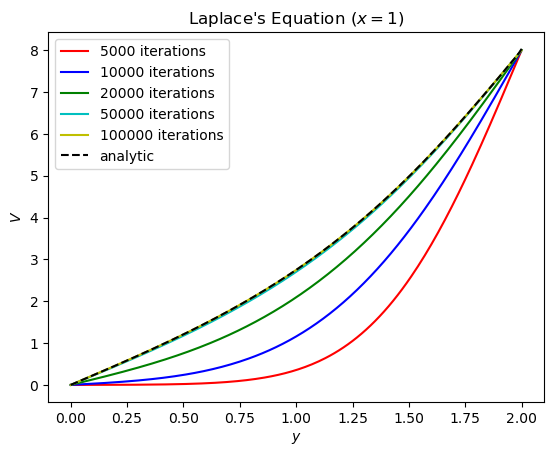 Laplace's Equation (x = 1)
5000 iterations
10000 iterations
20000 iterations
50000 iterations
100000 iterations
analytic
8
7
6
5
4
3
2
1
0
V
0.00 0.25 0.50 0.75 1.00 1.25 1.50 1.75 2.00
y